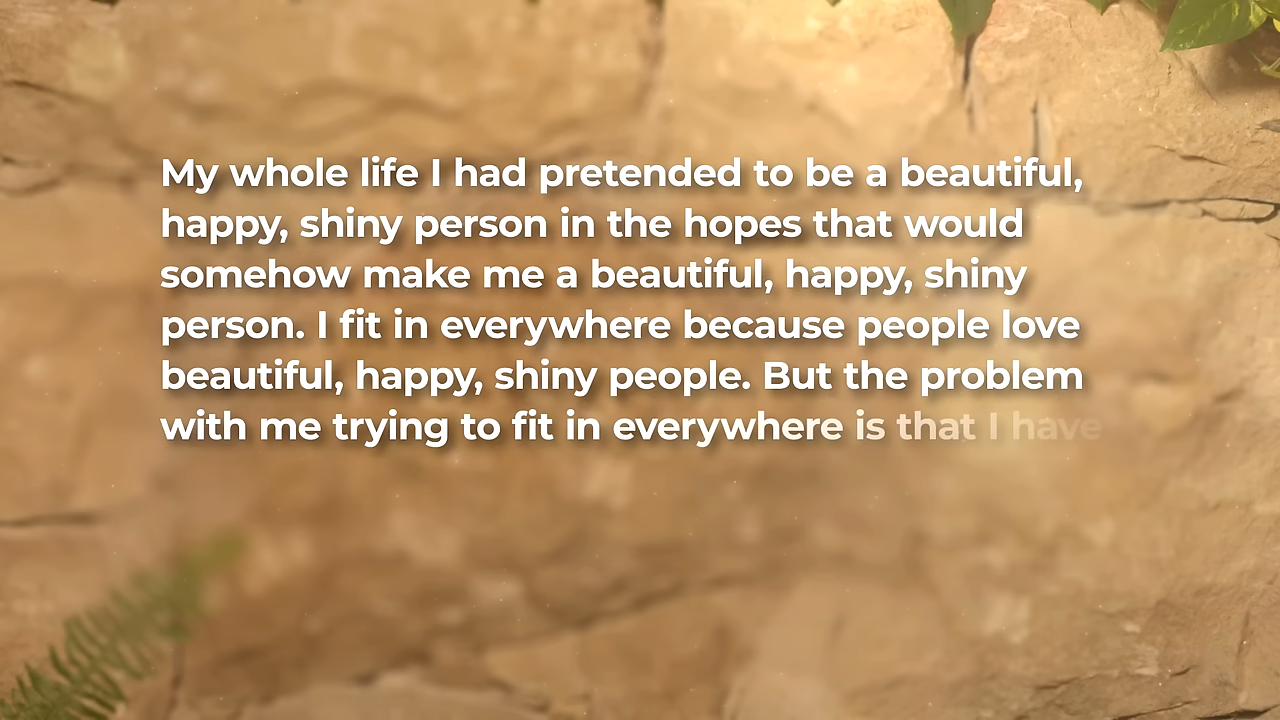 My whole life I had pretended to be a beautiful,
happy, shiny person in the hopes that would
somehow make me a beautiful, happy, shiny
person. I fit in everywhere because people love
beautiful, happy, shiny people. But the problem
with me trying to fit in everywhere is that I have